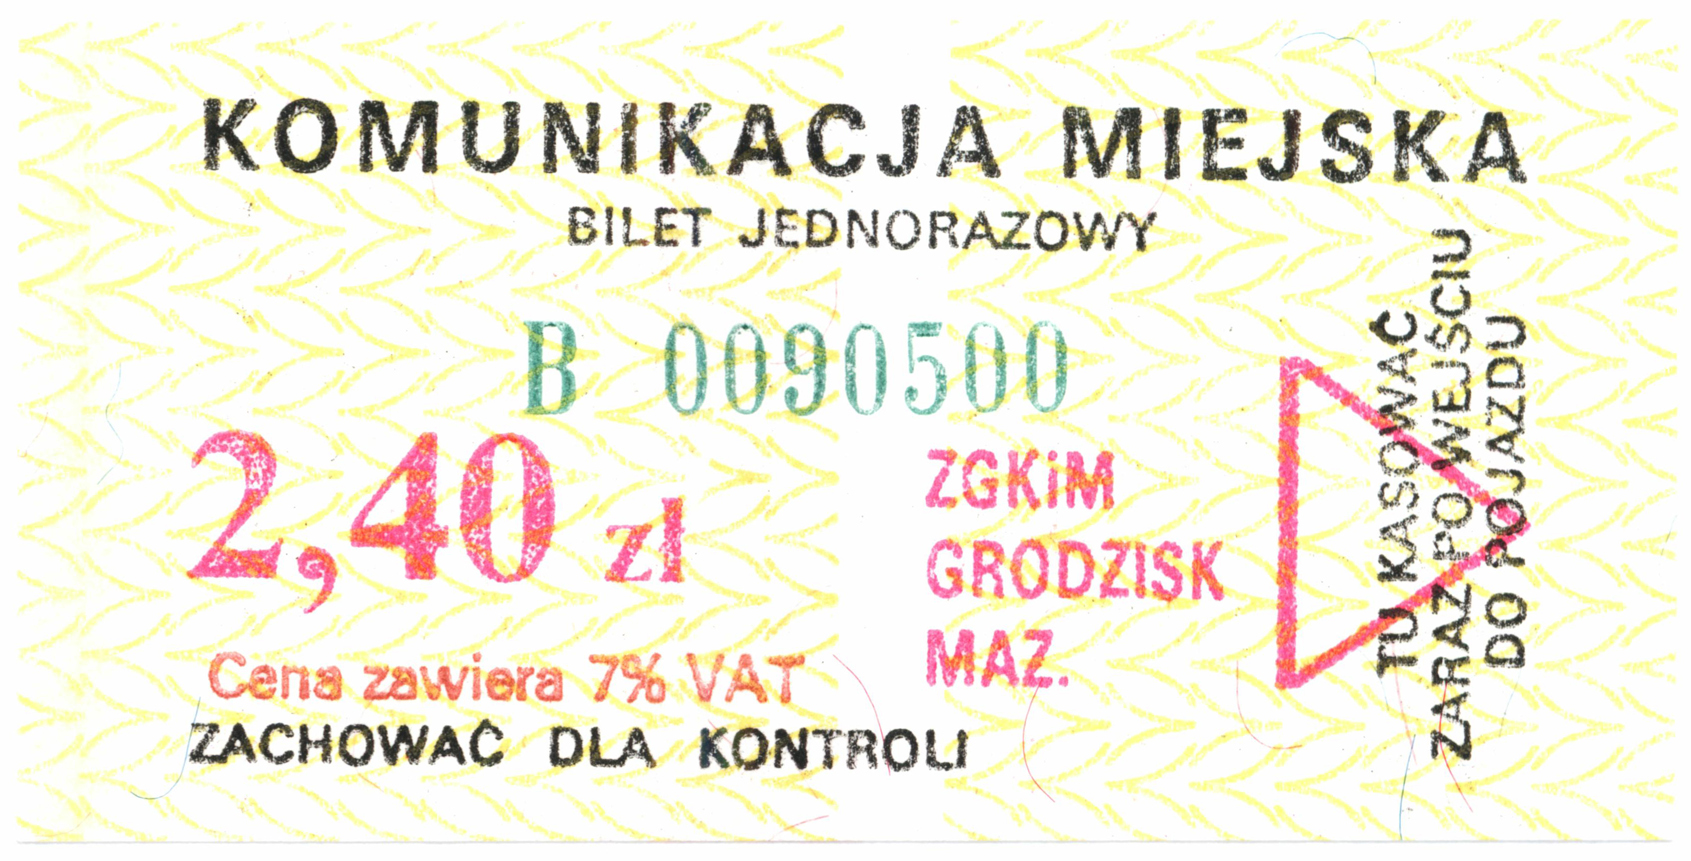 KOMUNIKACJA MIEJSKA
BILET JEDNORAZOWY
B 0090500
2,40 zł
ZGKiM
GRODZISK
MAZ.
Cena zawiera 7% VAT
ZACHOWAĆ DLA KONTROLI
TU KASOWAĆ
ZARAZ PO WEJŚCIU
DO POJAZDU